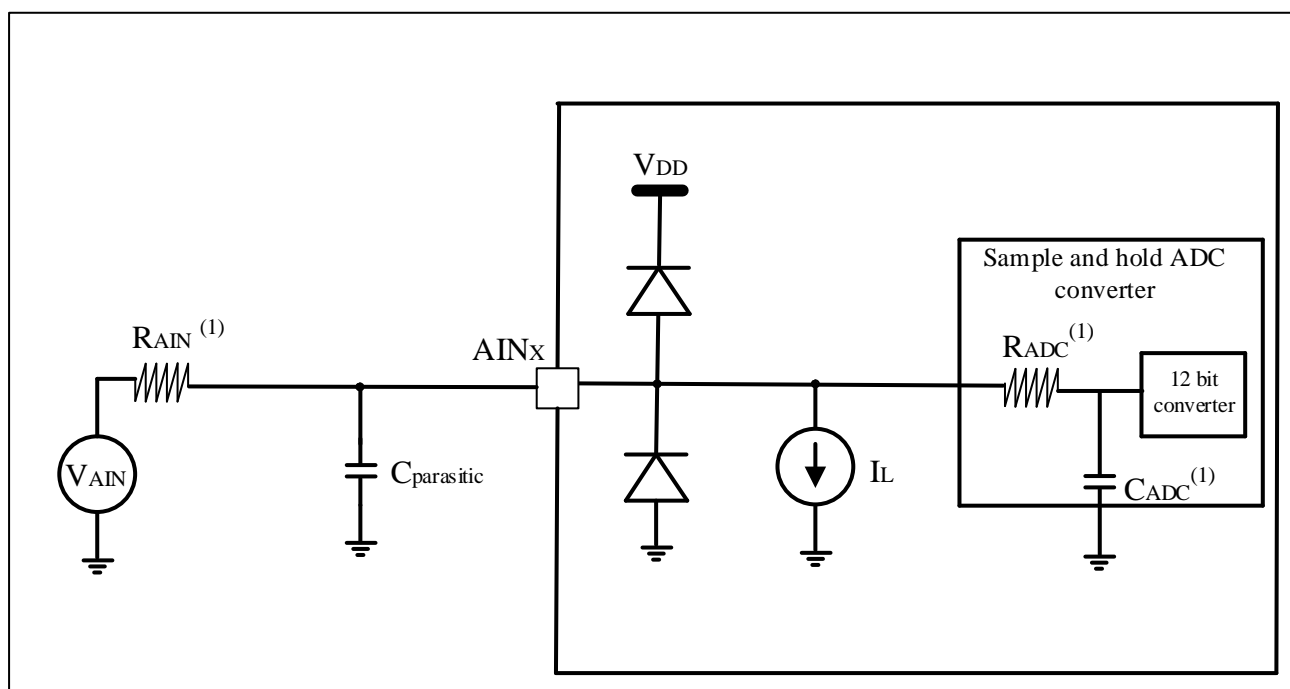 VDD
Sample and hold ADC
converter
RAIN (1)
AINX
RADC(1)
12 bit
converter
VAIN
Cparasitic
IL
CADC(1)